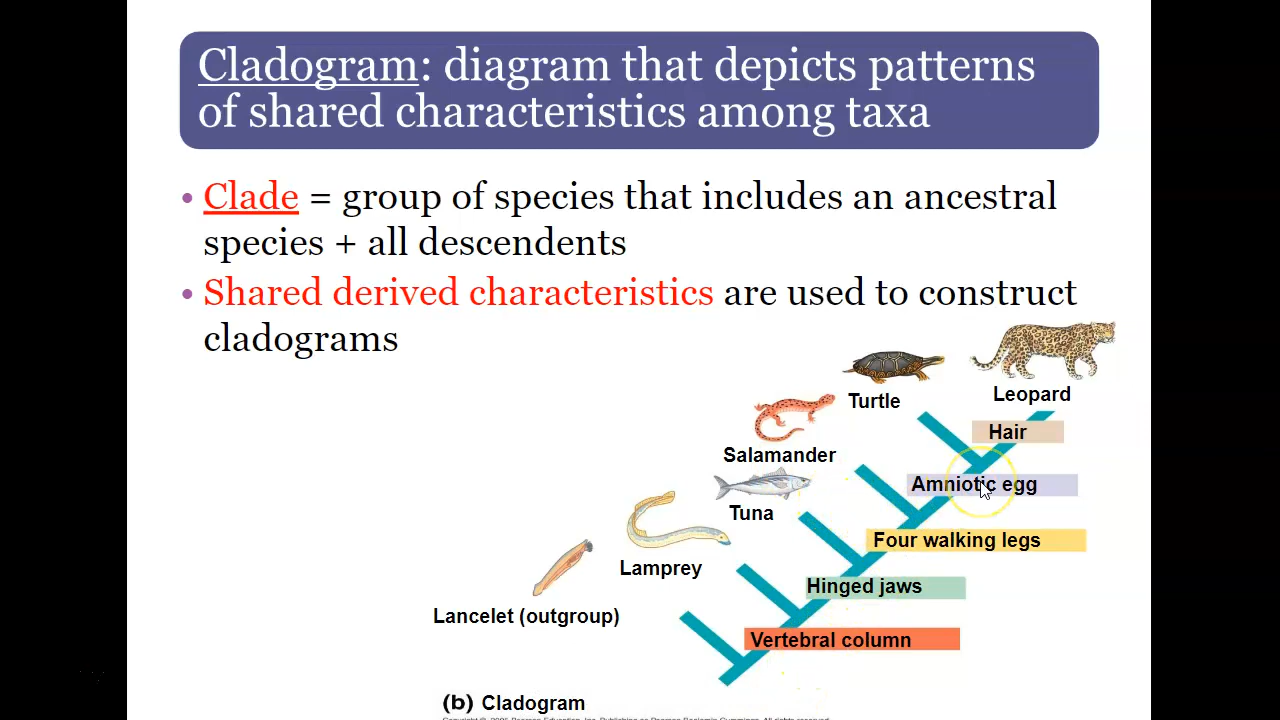 Cladogram: diagram that depicts patterns
of shared characteristics among taxa
• Clade = group of species that includes an ancestral
species + all descendents
• Shared derived characteristics are used to construct
cladograms
Turtle
Leopard
Hair
Salamander
Amniotic egg
Tuna
Four walking legs
Lamprey
Hinged jaws
Lancelet (outgroup)
Vertebral column
(b) Cladogram